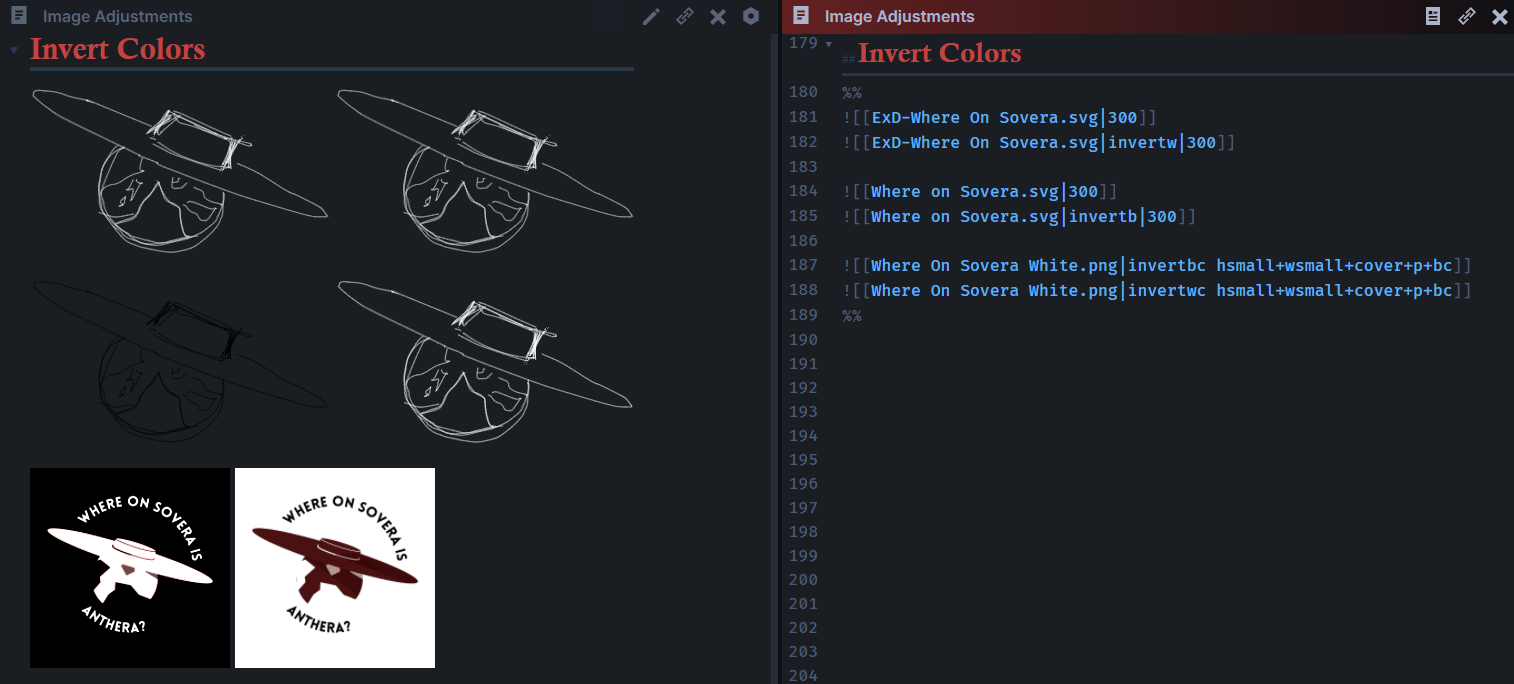 Image Adjustments
Invert Colors
WHERE ON SOVERA IS
ANTHERA?
WHERE ON SOVERA IS
ANTHERA?
Image Adjustments
179 ## Invert Colors
180 %%
181 ![[ExD-Where On Sovera.svg|300]]
182 ![[ExD-Where On Sovera.svg|invertw|300]]
183
184 ![[Where on Sovera.svg|300]]
185 ![[Where on Sovera.svg|invertb|300]]
186
187 ![[Where On Sovera White.png|invertbc hsmall+wsmall+cover+p+bc]]
188 ![[Where On Sovera White.png|invertwc hsmall+wsmall+cover+p+bc]]
189 %%
190
191
192
193
194
195
196
197
198
199
200
201
202
203
204